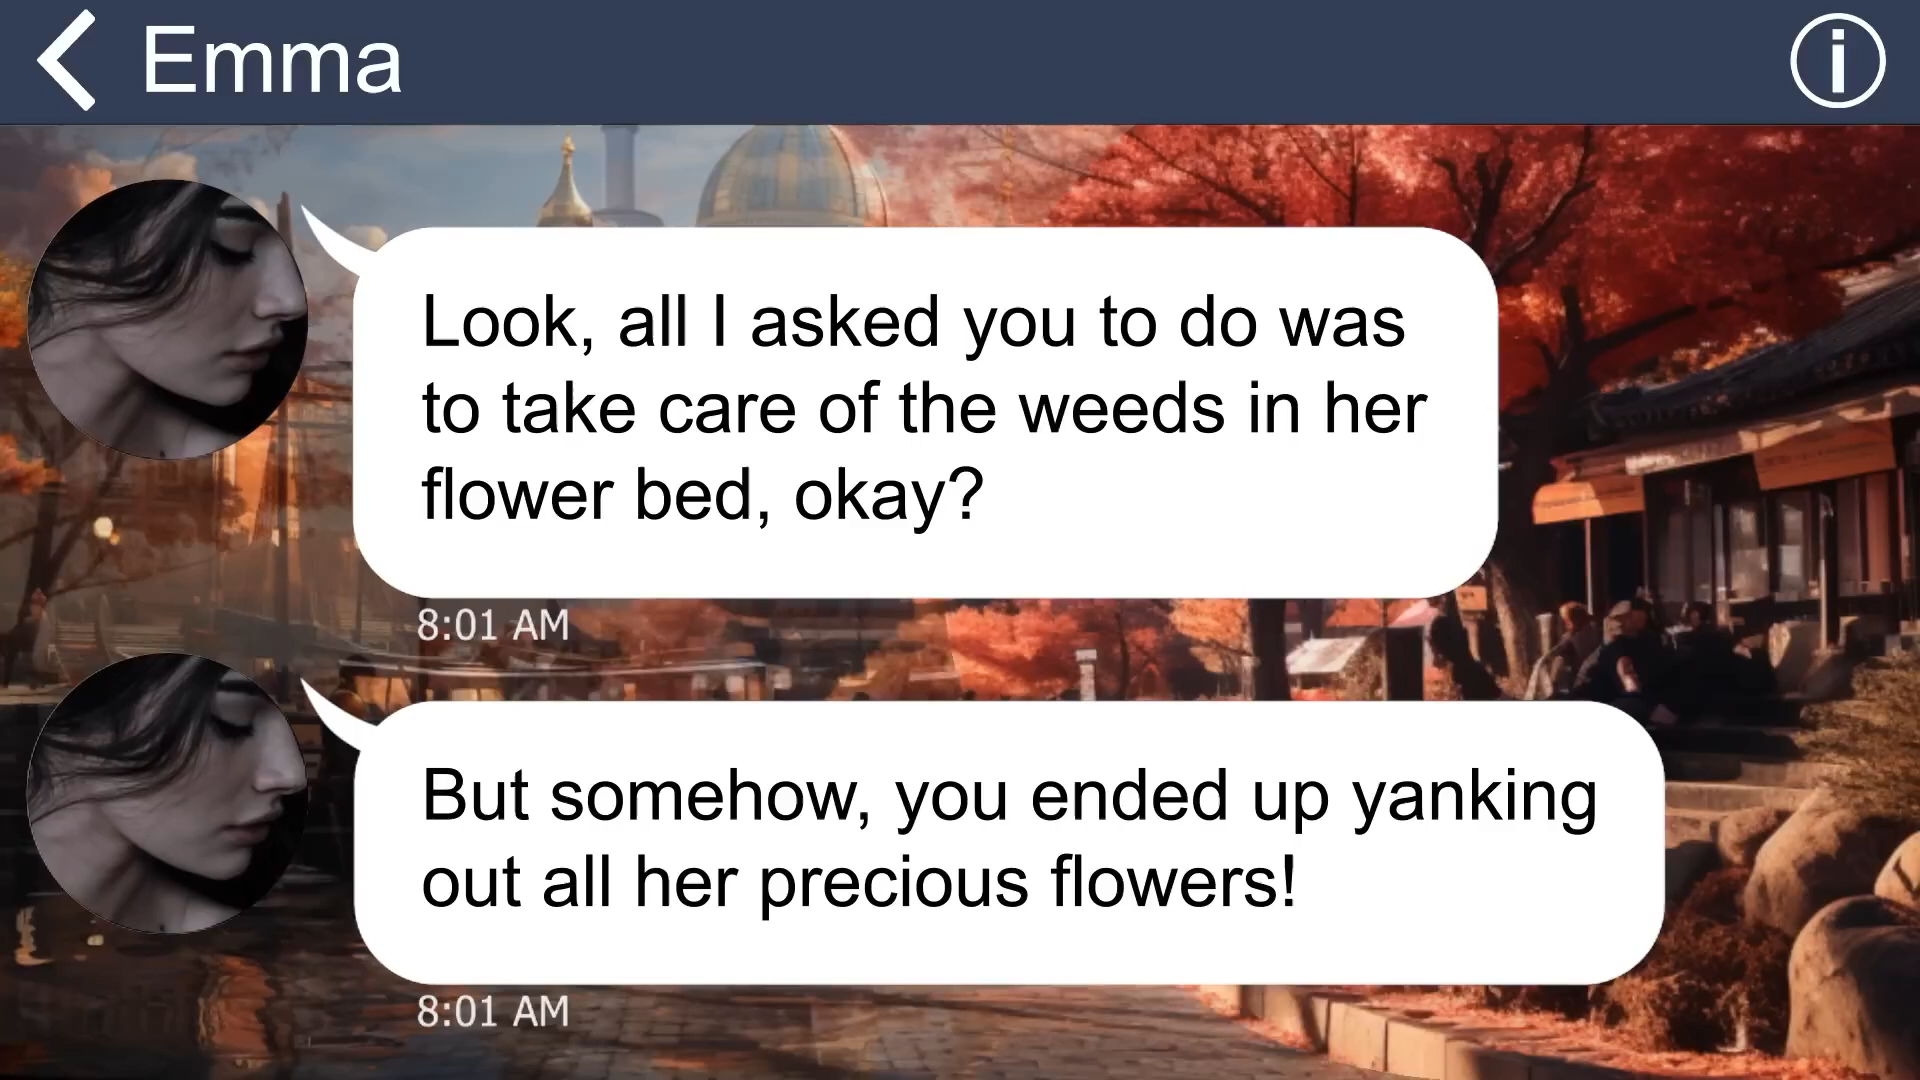 Emma
Look, all I asked you to do was
to take care of the weeds in her
flower bed, okay?
8:01 AM
But somehow, you ended up yanking
out all her precious flowers!
8:01 AM